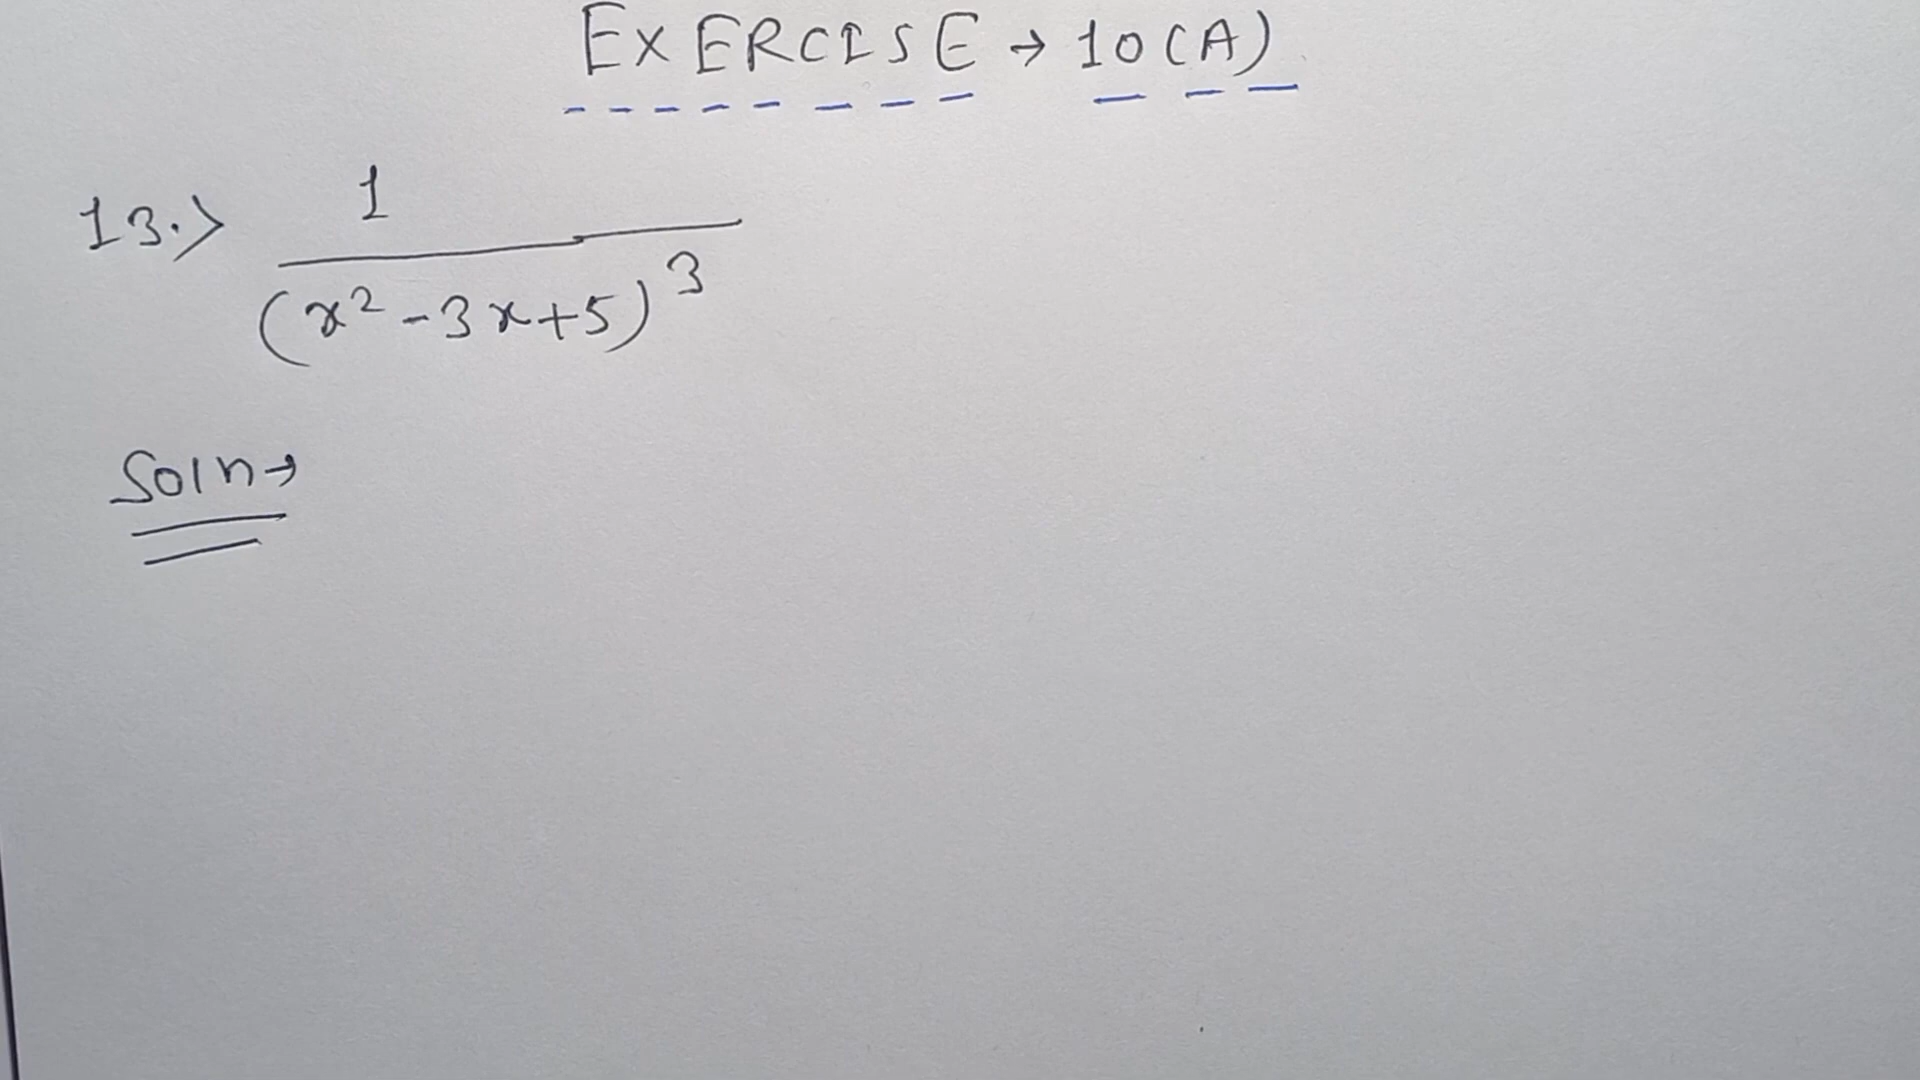 EXERCISE → 10(A)
13.> 1
(x² - 3x + 5)³
Soln →